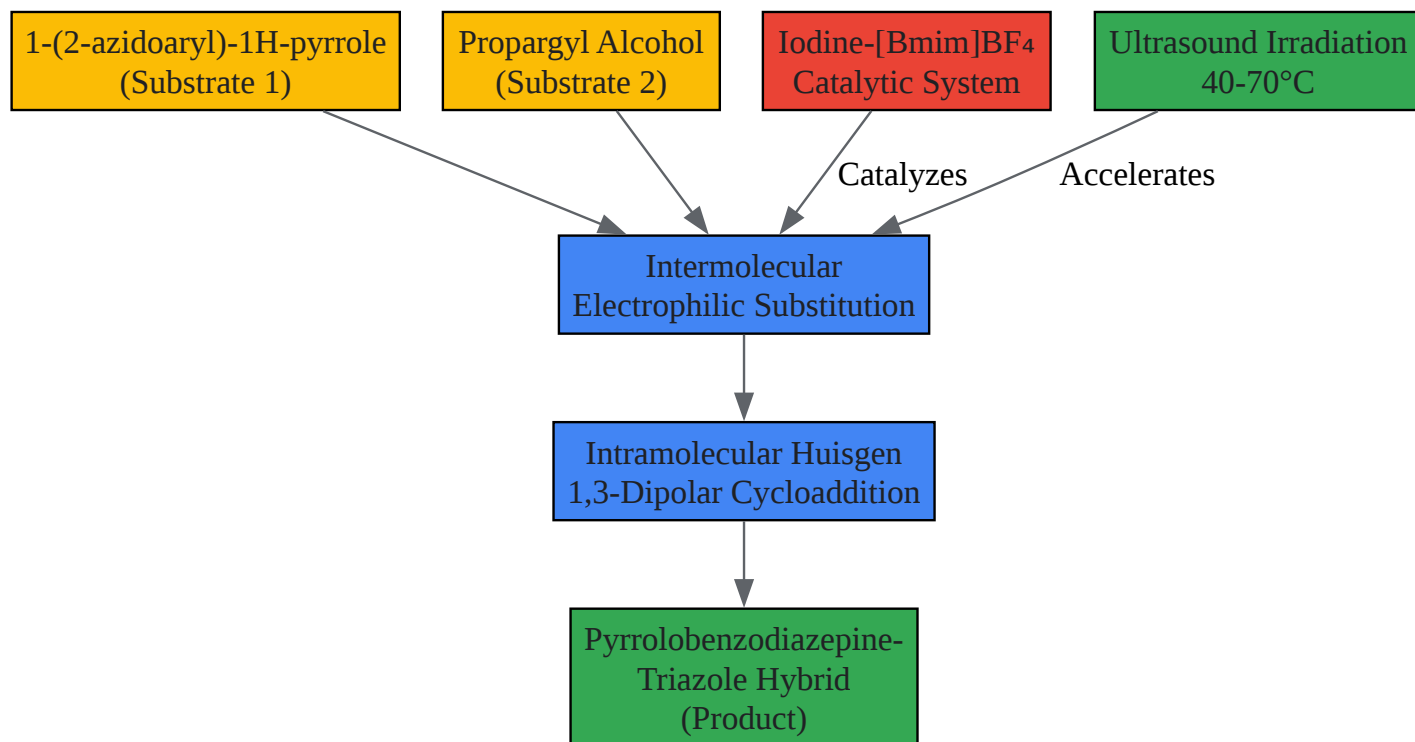 1-(2-azidoaryl)-1H-pyrrole
(Substrate 1)
Propargyl Alcohol
(Substrate 2)
Iodine-[Bmim]BF₄
Catalytic System
Ultrasound Irradiation
40-70°C
Catalyzes
Accelerates
Intermolecular
Electrophilic Substitution
Intramolecular Huisgen
1,3-Dipolar Cycloaddition
Pyrrolobenzodiazepine-
Triazole Hybrid
(Product)